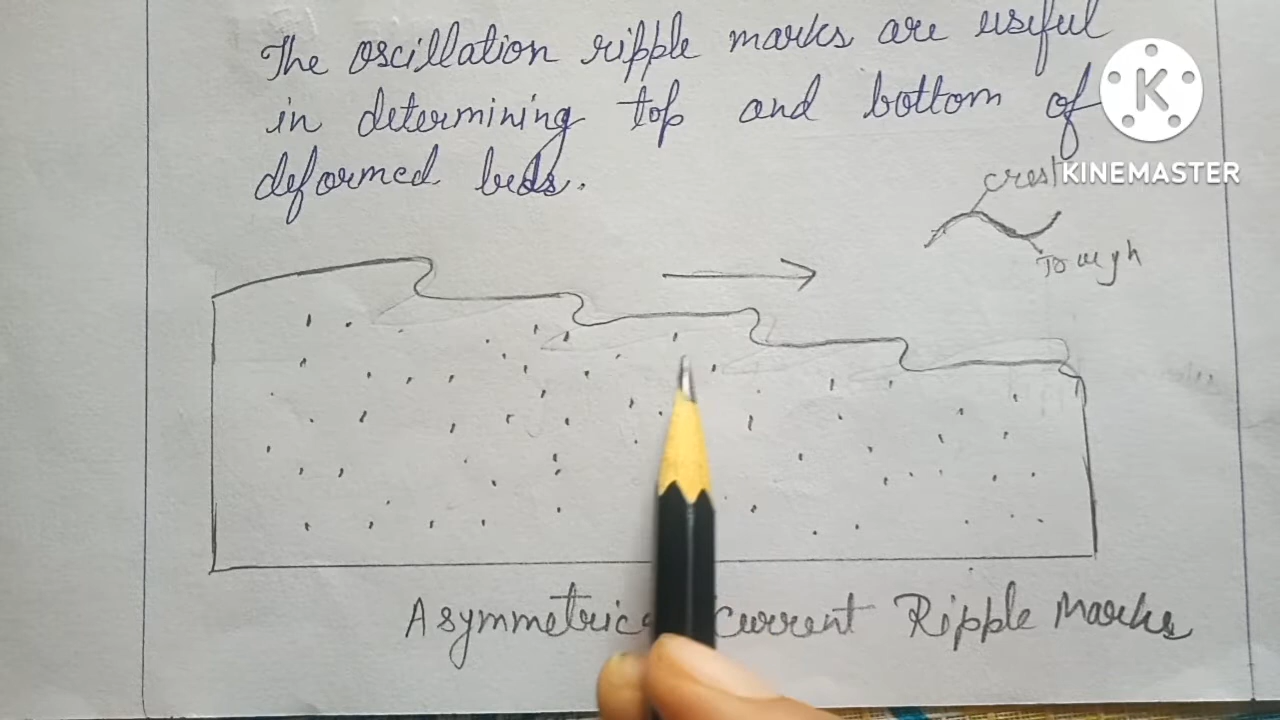 The oscillation ripple marks are useful
in determining top and bottom of
deformed beds.
K
KINEMASTER
crest
Trough
Asymmetrical Current Ripple Marks